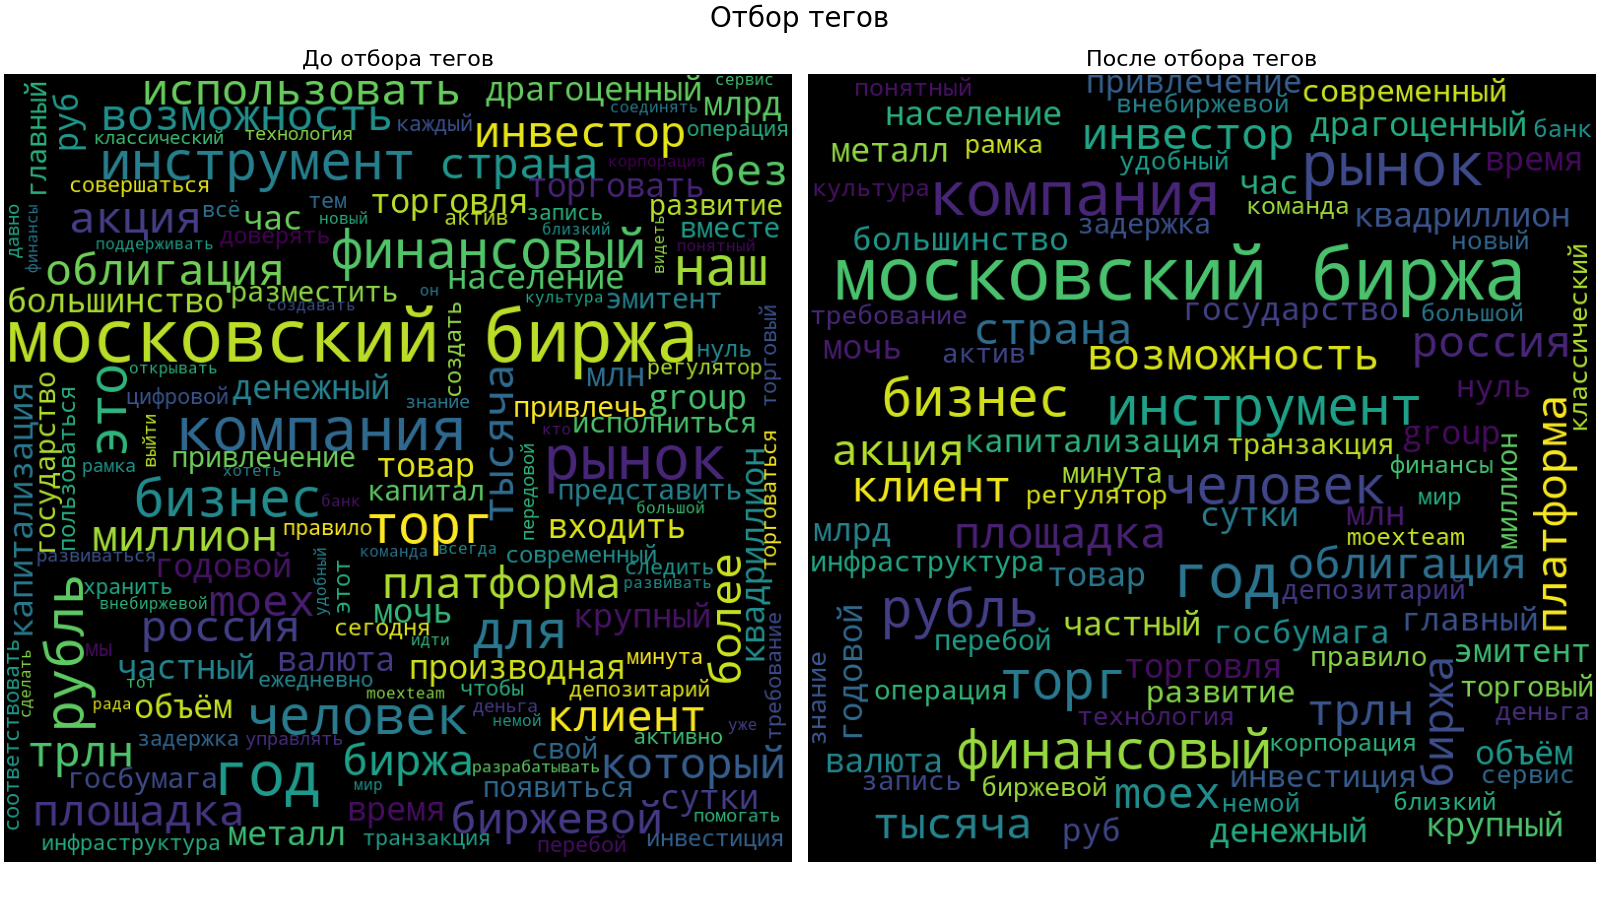 Отбор тегов
До отбора тегов
использовать драгоценный сервис
главный руб возможность каждый соединять млрд
классический технология инвестор операция
инструмент страна корпорация без
совершаться торговать
акция всё час тем торговля актив запись развитие
давно финансы поддерживать доверять новый близкий видеть вместе понятный
облигация финансовый население наш
большинство разместить он культура эмитент
создавать
московский биржа торговый
создать нуль
открывать млн регулятор
это цифровой денежный знание тысяча привлечь group
капитализация государство пользоваться выйти компания кто исполниться
рамка привлечение хотеть товар передовой рынок
бизнес банк капитал представить
большой
миллион правило торг входить квадриллион торговаться
развиваться команда всегда современный
годовой удобный следить
хранить этот платформа развивать более
рубль внебиржевой moex мочь крупный
россия сегодня для требование
мы идти
соответствовать сделать частный валюта производная минута
тот ежедневно
рада объём moexteam чтобы депозитарий
деньга
человек немой клиент уже
трлн задержка управлять активно
госбумага год биржа свой который
разрабатывать
мир появиться
площадка время биржевой сутки
помогать
инфраструктура металл транзакция перебой инвестиция
После отбора тегов
понятный привлечение современный
население внебиржевой
инвестор драгоценный банк
металл рамка удобный рынок время
культура компания час
команда
задержка квадриллион
большинство новый
московский биржа классический
требование государство большой
страна
мочь актив возможность россия
бизнес нуль
инструмент
акция капитализация транзакция group платформа
минута финансы миллион
клиент регулятор человек мир
млрд площадка сутки млн
moexteam
инфраструктура товар год облигация
депозитарий
рубль частный главный
годовой перебой госбумага
знание торговля правило эмитент
операция торг развитие торговый
технология трлн биржа деньга
финансовый корпорация
валюта объём
запись биржевой инвестиция сервис
moex немой близкий
тысяча руб денежный крупный